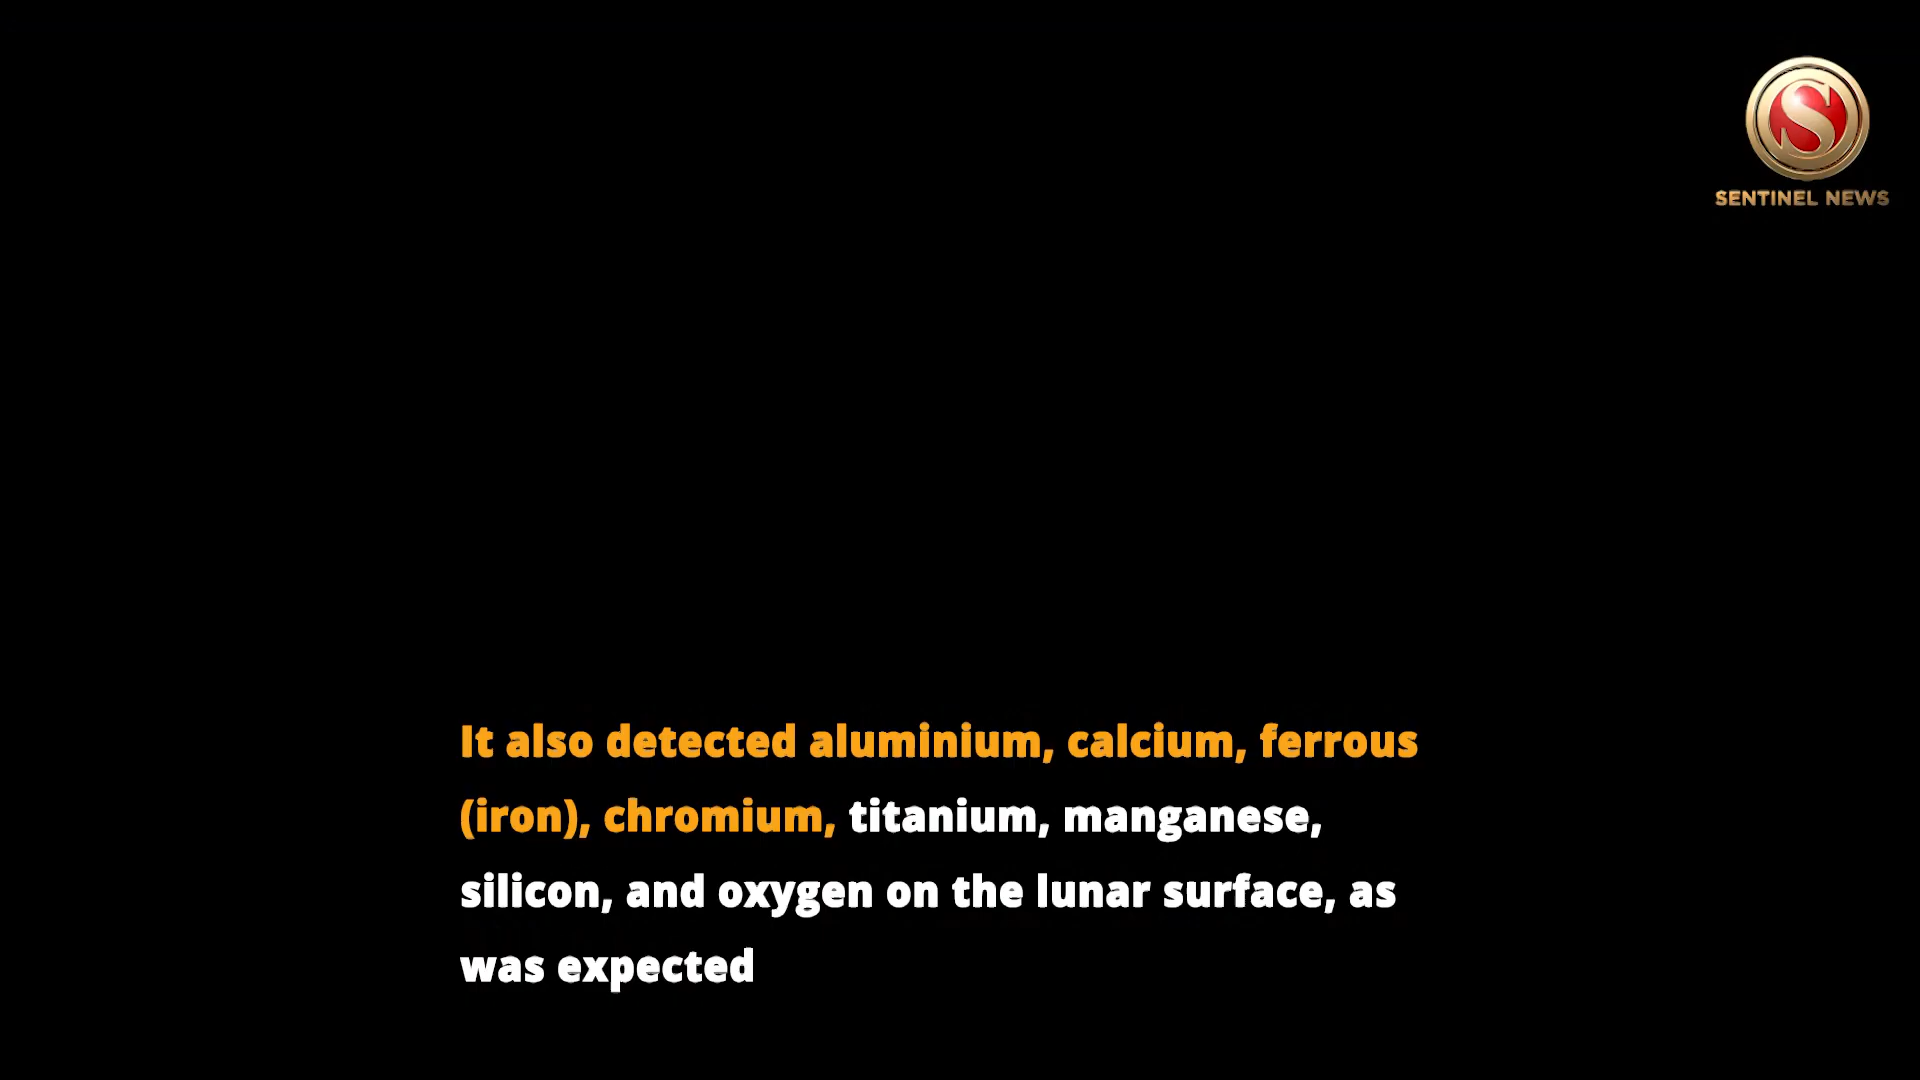 S
SENTINEL NEWS
It also detected aluminium, calcium, ferrous
(iron), chromium, titanium, manganese,
silicon, and oxygen on the lunar surface, as
was expected